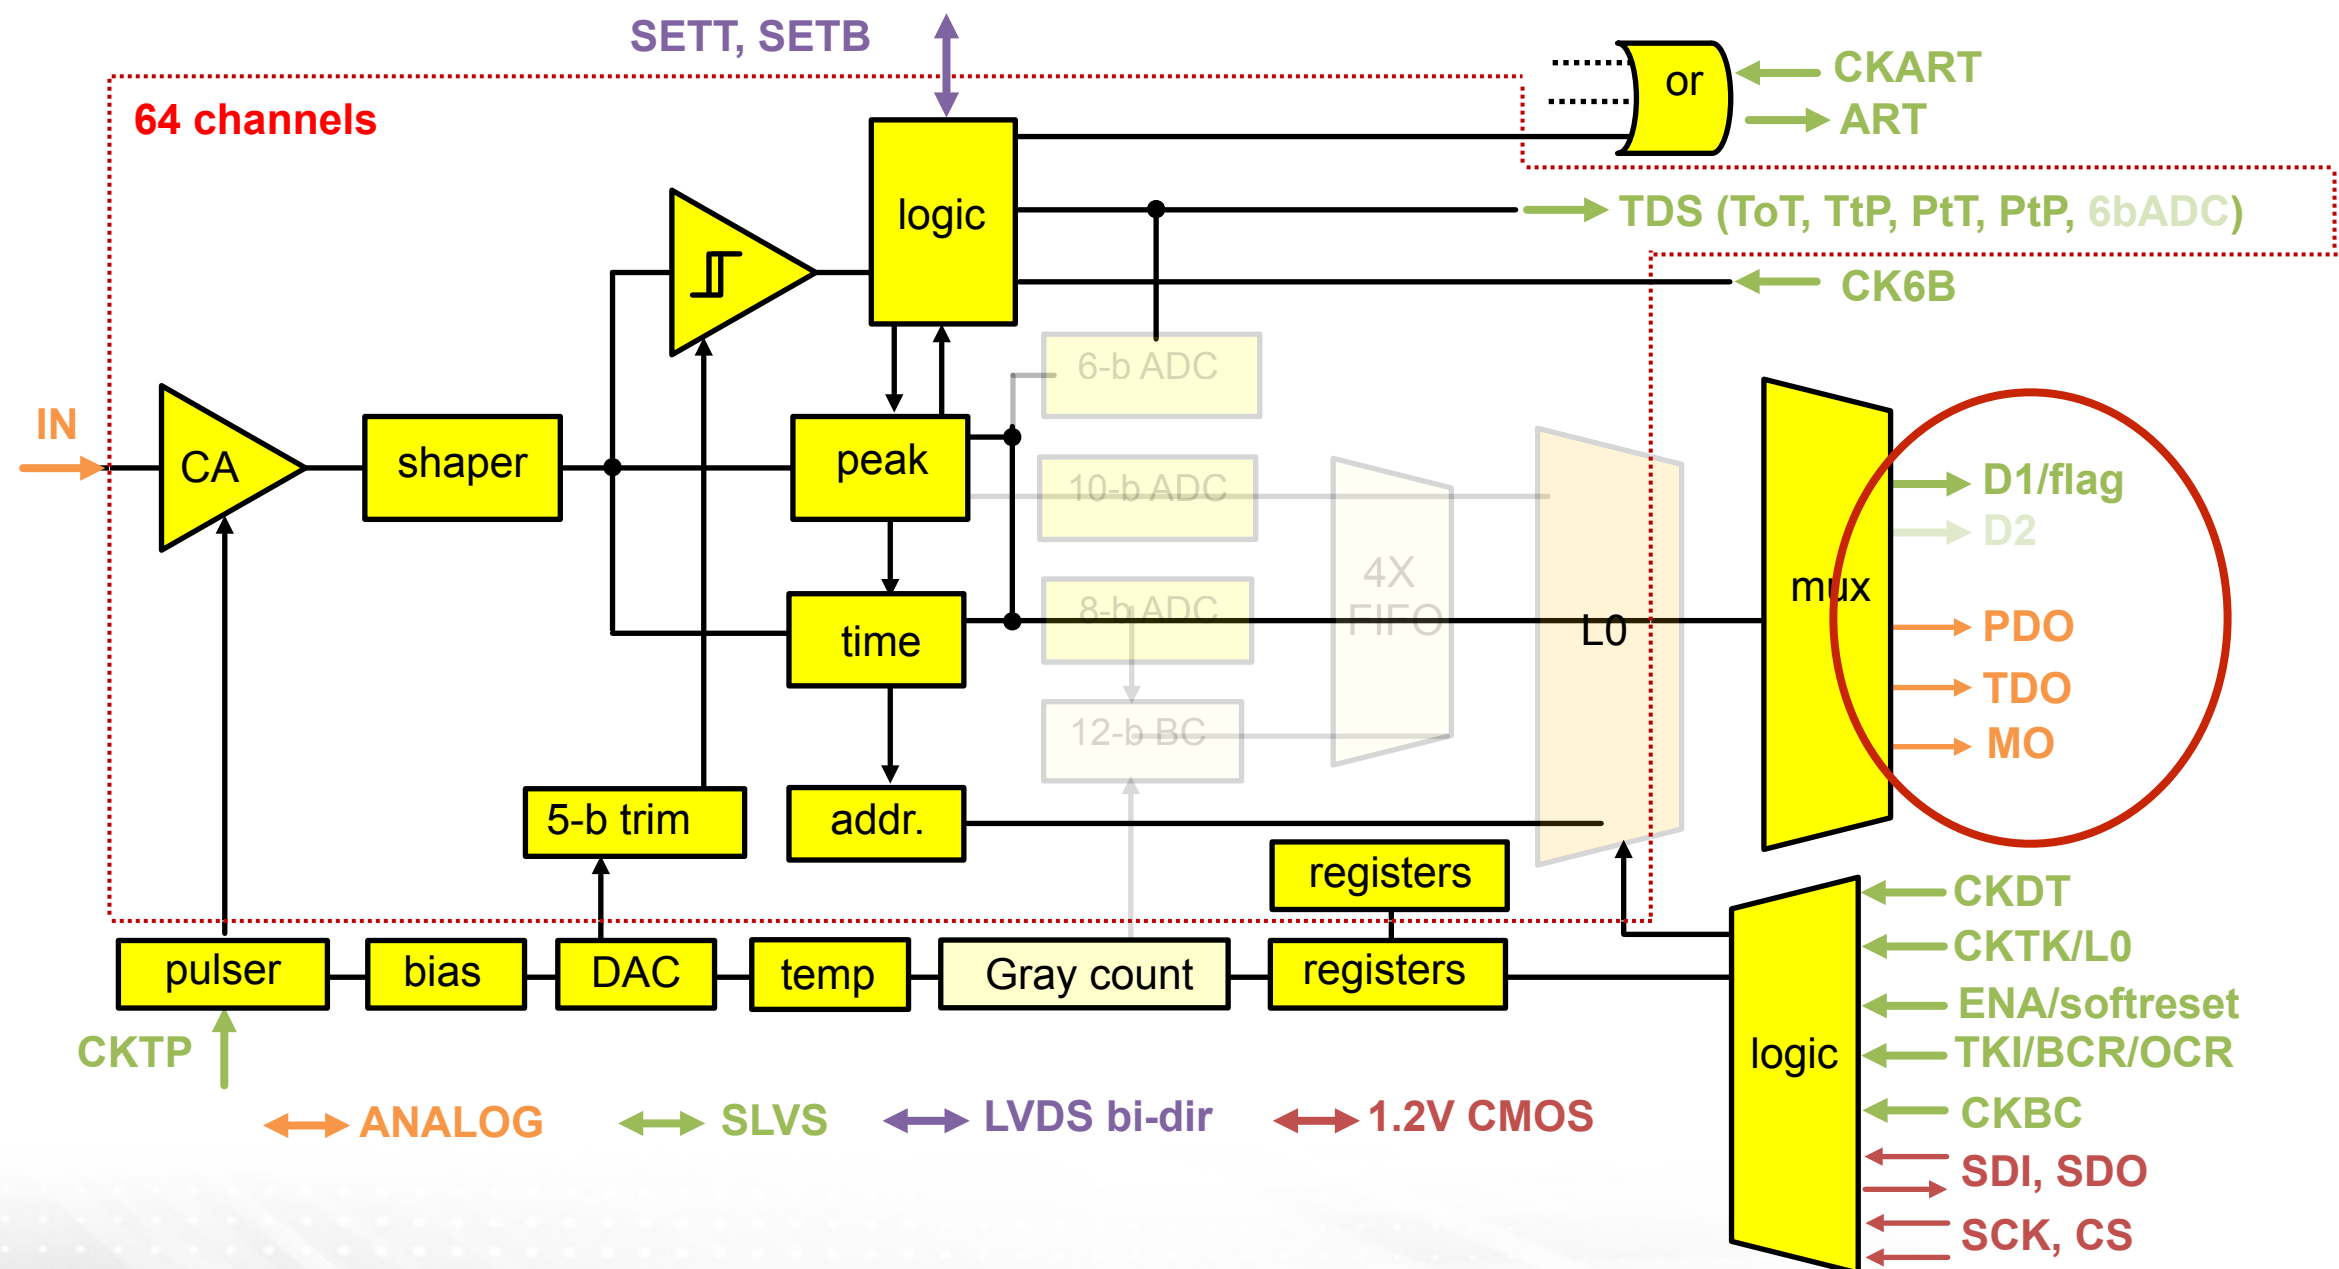 SETT, SETB
or
CKART
ART
64 channels
logic
TDS (ToT, TtP, PtT, PtP, 6bADC)
CK6B
6-b ADC
IN
CA
shaper
peak
10-b ADC
D1/flag
D2
4X
FIFO
mux
8-b ADC
L0
PDO
time
TDO
12-b BC
MO
5-b trim
addr.
registers
CKDT
pulser
bias
DAC
temp
Gray count
registers
CKTK/L0
ENA/softreset
CKTP
logic
TKI/BCR/OCR
ANALOG
SLVS
LVDS bi-dir
1.2V CMOS
CKBC
SDI, SDO
SCK, CS